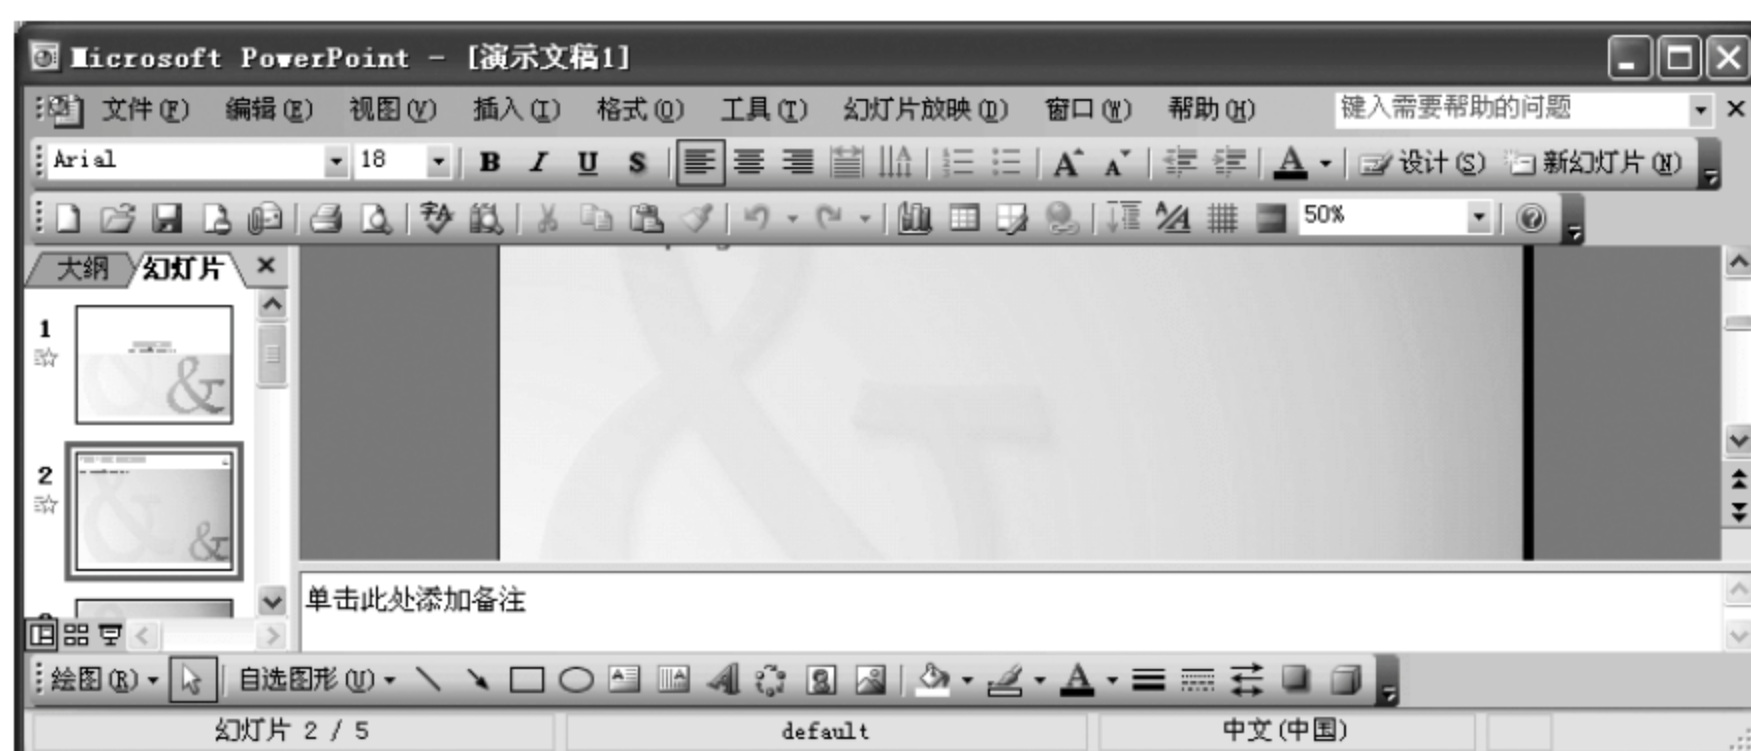 Microsoft PowerPoint - [演示文稿1]
文件(F) 编辑(E) 视图(V) 插入(I) 格式(O) 工具(T) 幻灯片放映(D) 窗口(W) 帮助(H) 键入需要帮助的问题
Arial 18 B I U S A A A 设计(S) 新幻灯片(N)
50%
大纲 幻灯片
1
2
单击此处添加备注
绘图(R) 自选图形(U)
幻灯片 2 / 5 default 中文(中国)